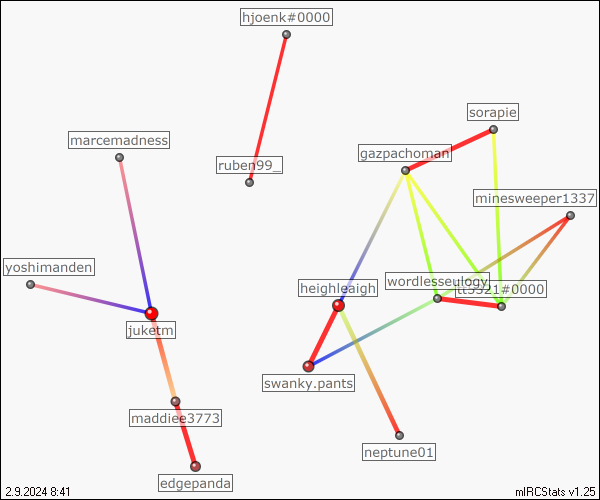 hjoenk#0000
sorapie
marcemadness
gazpachoman
ruben99_
minesweeper1337
yoshimanden
wordlesseulogy
heighleaigh
tt5521#0000
juketm
swanky.pants
maddiee3773
neptune01
edgepanda
2.9.2024 8:41
mIRCStats v1.25